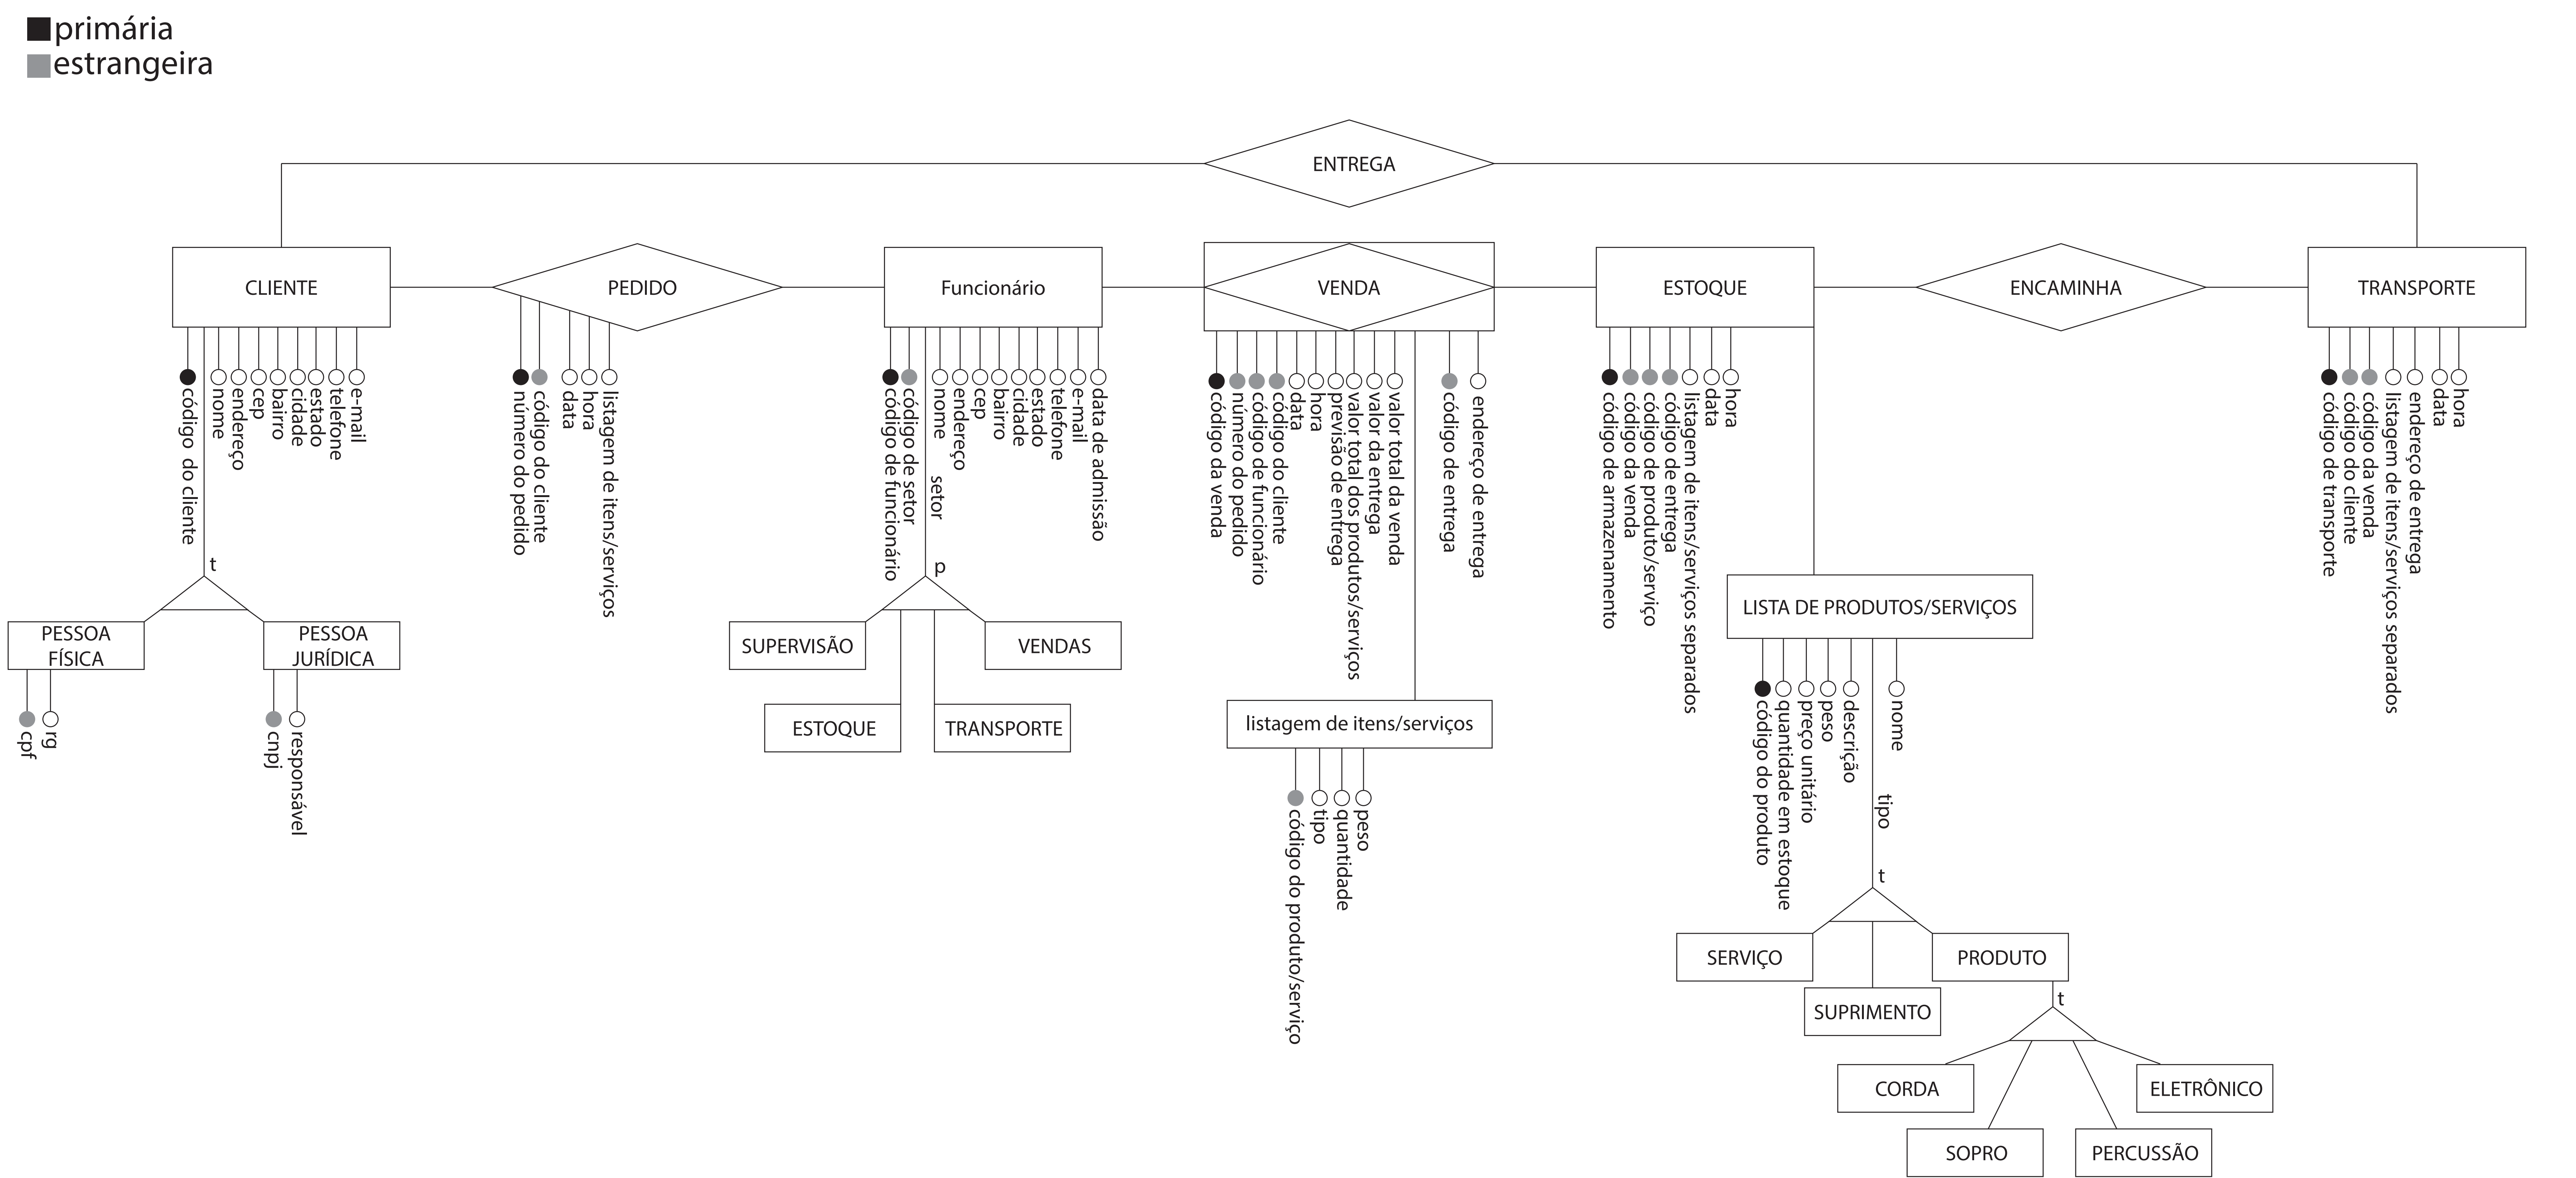 primária
estrangeira
ENTREGA
CLIENTE
PEDIDO
Funcionário
VENDA
ESTOQUE
ENCAMINHA
TRANSPORTE
código do cliente
nome
endereço
cep
bairro
cidade
estado
telefone
e-mail
número do pedido
código do cliente
data
hora
listagem de itens/serviços
código de funcionário
código de setor
setor
nome
endereço
cep
bairro
cidade
estado
telefone
e-mail
data de admissão
código da venda
número do pedido
código de funcionário
código do cliente
data
hora
previsão de entrega
valor total dos produtos/serviços
valor da entrega
valor total da venda
código de entrega
endereço de entrega
código de armazenamento
código da venda
código de produto/serviço
código de entrega
listagem de itens/serviços separados
data
hora
código de transporte
código do cliente
código da venda
listagem de itens/serviços separados
endereço de entrega
data
hora
t
PESSOA
FÍSICA
PESSOA
JURÍDICA
cpf
rg
cnpj
responsável
p
SUPERVISÃO
VENDAS
ESTOQUE
TRANSPORTE
listagem de itens/serviços
código do produto/serviço
tipo
quantidade
peso
LISTA DE PRODUTOS/SERVIÇOS
código do produto
quantidade em estoque
preço unitário
peso
descrição
tipo
nome
t
SERVIÇO
PRODUTO
SUPRIMENTO
t
CORDA
ELETRÔNICO
SOPRO
PERCUSSÃO